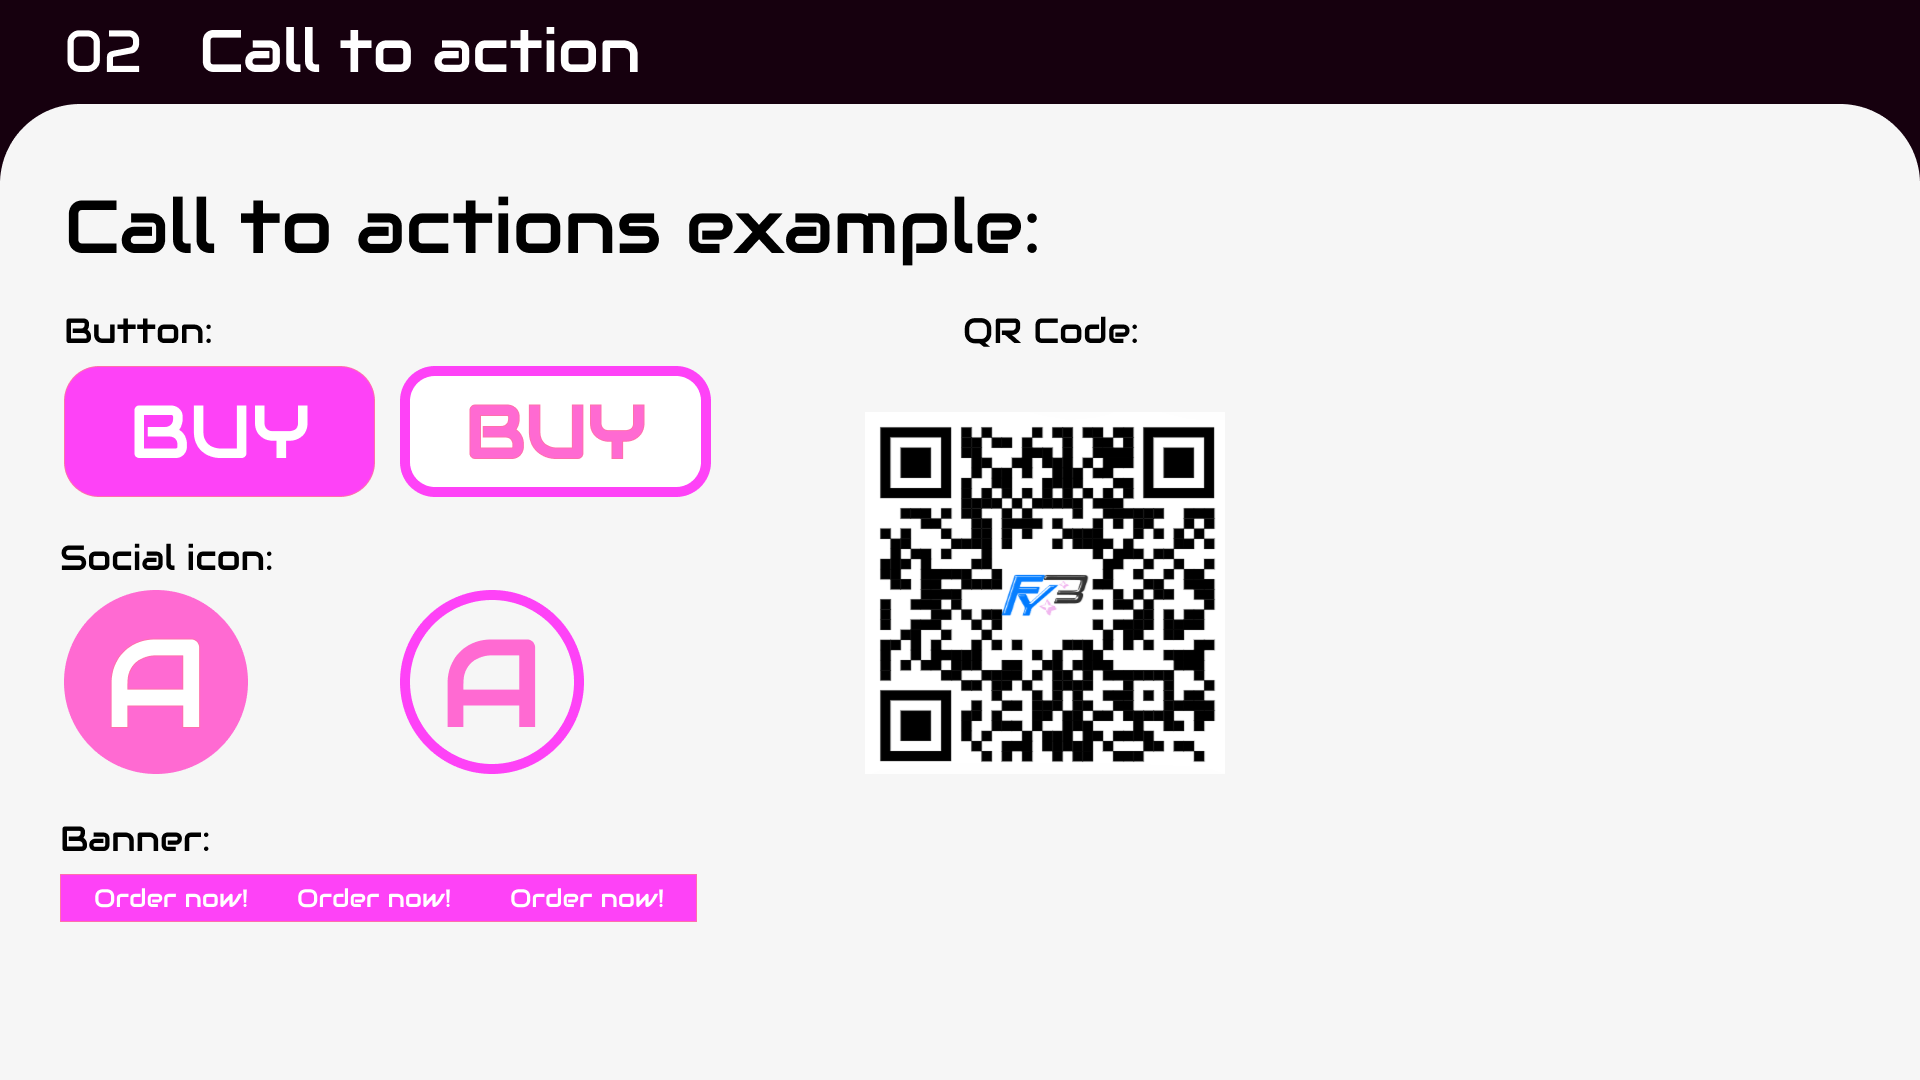 02 Call to action
Call to actions example:
Button:
BUY BUY
Social icon:
A A
Banner:
Order now! Order now! Order now!
QR Code:
FYB